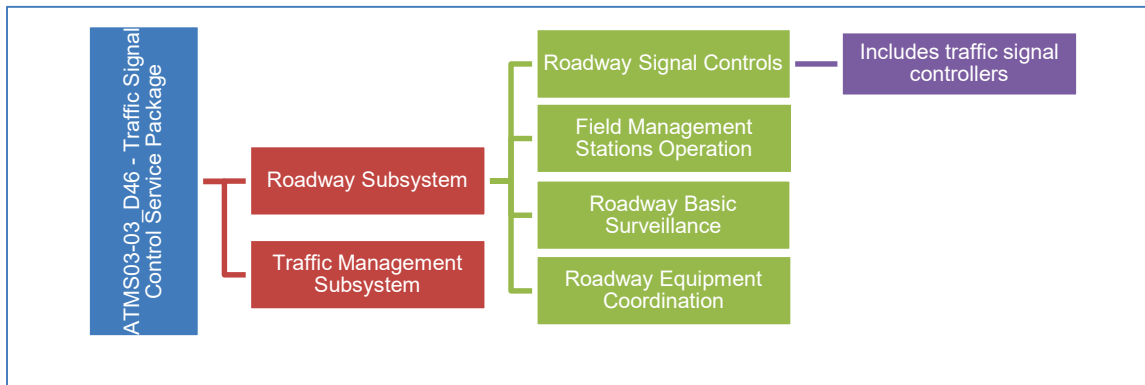 ATMS03-03_D46 - Traffic Signal
Control Service Package
Roadway Subsystem
Traffic Management
Subsystem
Roadway Signal Controls
Field Management
Stations Operation
Roadway Basic
Surveillance
Roadway Equipment
Coordination
Includes traffic signal
controllers